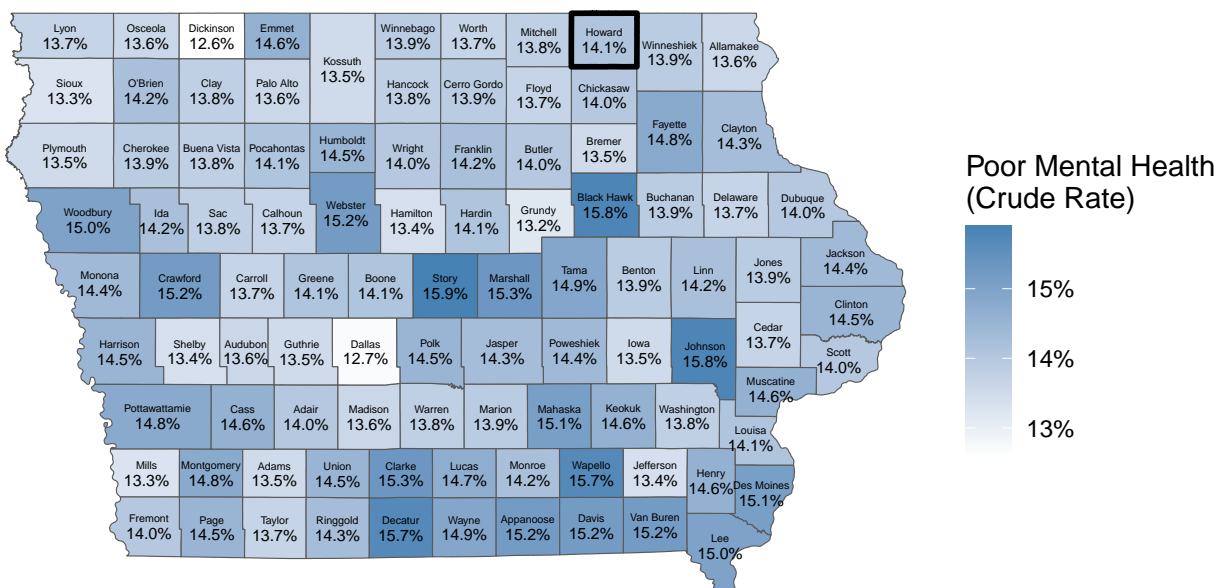 Lyon
13.7%
Osceola
13.6%
Dickinson
12.6%
Emmet
14.6%
Kossuth
13.5%
Winnebago
13.9%
Worth
13.7%
Mitchell
13.8%
Howard
14.1%
Winneshiek
13.9%
Allamakee
13.6%
Sioux
13.3%
O'Brien
14.2%
Clay
13.8%
Palo Alto
13.6%
Hancock
13.8%
Cerro Gordo
13.9%
Floyd
13.7%
Chickasaw
14.0%
Fayette
14.8%
Clayton
14.3%
Plymouth
13.5%
Cherokee
13.9%
Buena Vista
13.8%
Pocahontas
14.1%
Humboldt
14.5%
Wright
14.0%
Franklin
14.2%
Butler
14.0%
Bremer
13.5%
Woodbury
15.0%
Ida
14.2%
Sac
13.8%
Calhoun
13.7%
Webster
15.2%
Hamilton
13.4%
Hardin
14.1%
Grundy
13.2%
Black Hawk
15.8%
Buchanan
13.9%
Delaware
13.7%
Dubuque
14.0%
Monona
14.4%
Crawford
15.2%
Carroll
13.7%
Greene
14.1%
Boone
14.1%
Story
15.9%
Marshall
15.3%
Tama
14.9%
Benton
13.9%
Linn
14.2%
Jones
13.9%
Jackson
14.4%
Clinton
14.5%
Harrison
14.5%
Shelby
13.4%
Audubon
13.6%
Guthrie
13.5%
Dallas
12.7%
Polk
14.5%
Jasper
14.3%
Poweshiek
14.4%
Iowa
13.5%
Johnson
15.8%
Cedar
13.7%
Scott
14.0%
Muscatine
14.6%
Pottawattamie
14.8%
Cass
14.6%
Adair
14.0%
Madison
13.6%
Warren
13.8%
Marion
13.9%
Mahaska
15.1%
Keokuk
14.6%
Washington
13.8%
Louisa
14.1%
Mills
13.3%
Montgomery
14.8%
Adams
13.5%
Union
14.5%
Clarke
15.3%
Lucas
14.7%
Monroe
14.2%
Wapello
15.7%
Jefferson
13.4%
Henry
14.6%
Des Moines
15.1%
Fremont
14.0%
Page
14.5%
Taylor
13.7%
Ringgold
14.3%
Decatur
15.7%
Wayne
14.9%
Appanoose
15.2%
Davis
15.2%
Van Buren
15.2%
Lee
15.0%
Poor Mental Health
(Crude Rate)
15%
14%
13%